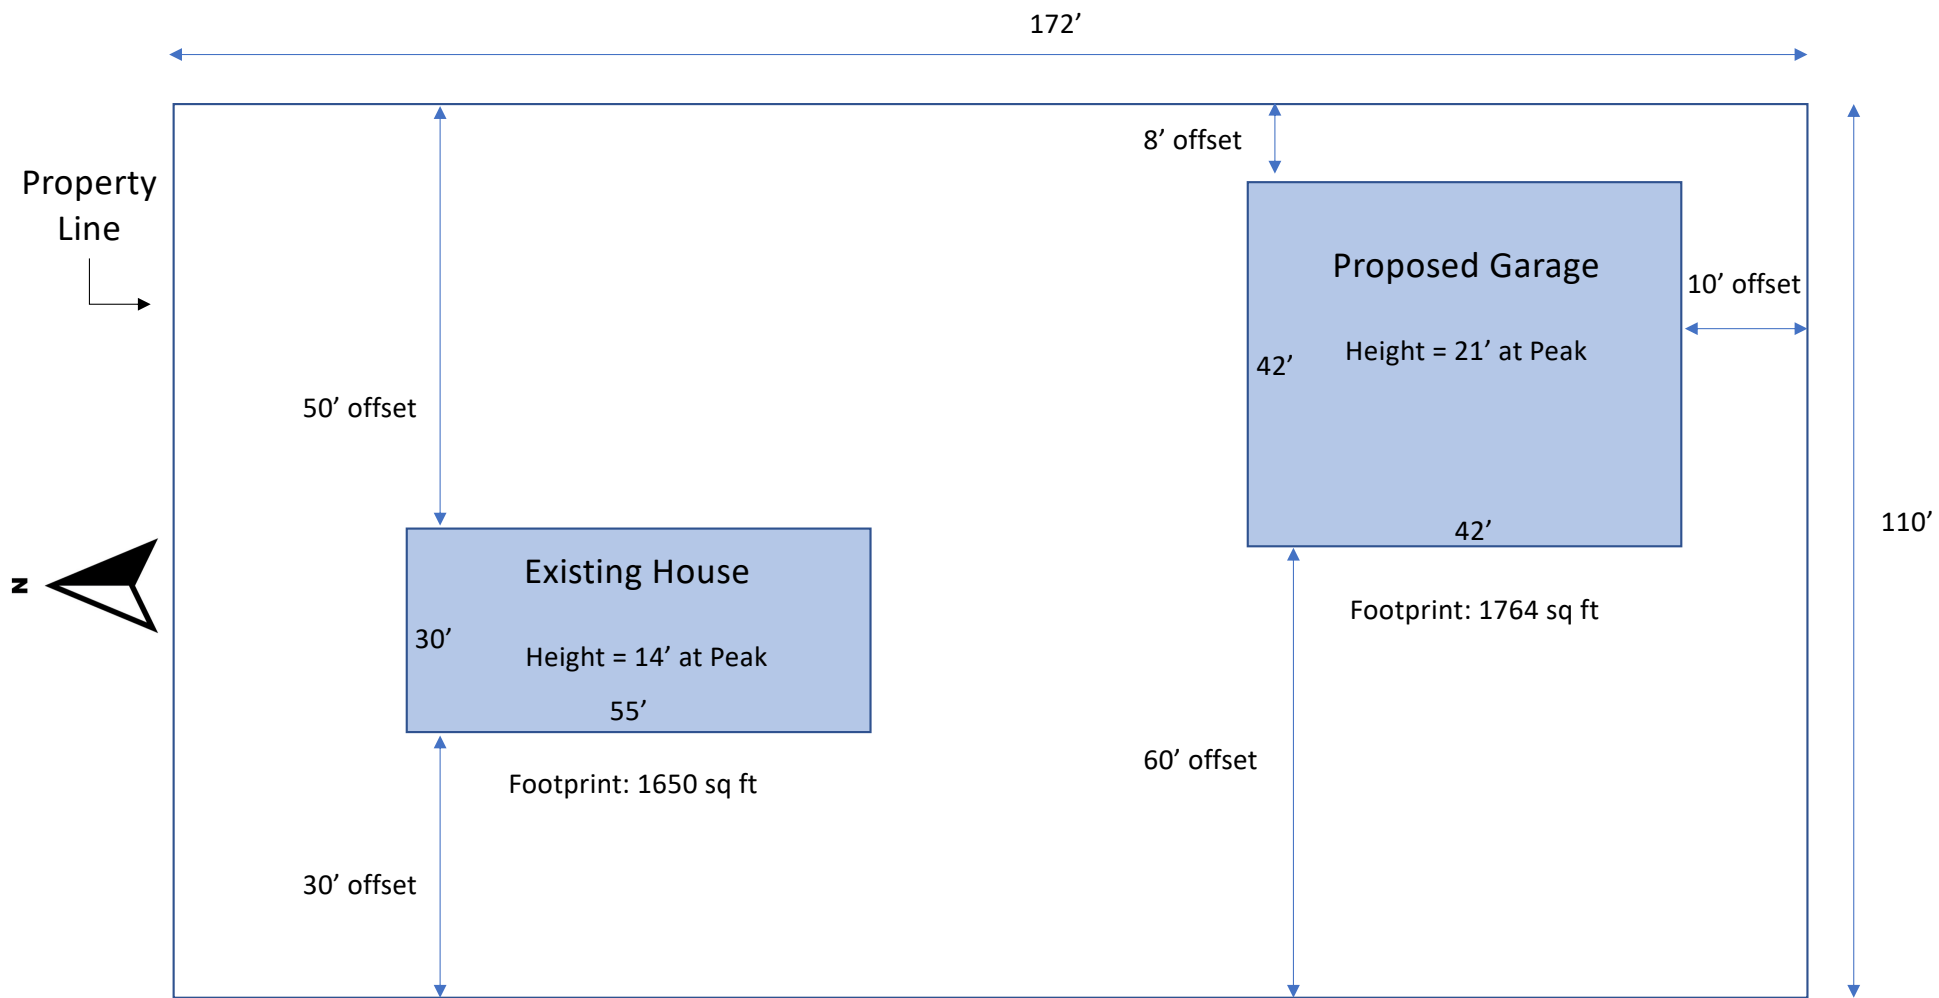 172’
8’ offset
Property
Line
Proposed Garage
10’ offset
Height = 21’ at Peak
42’
50’ offset
42’
110’
Existing House
N
Footprint: 1764 sq ft
30’
Height = 14’ at Peak
55’
60’ offset
Footprint: 1650 sq ft
30’ offset